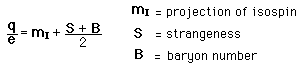 q/e = mI + (S + B)/2
mI = projection of isospin
S = strangeness
B = baryon number